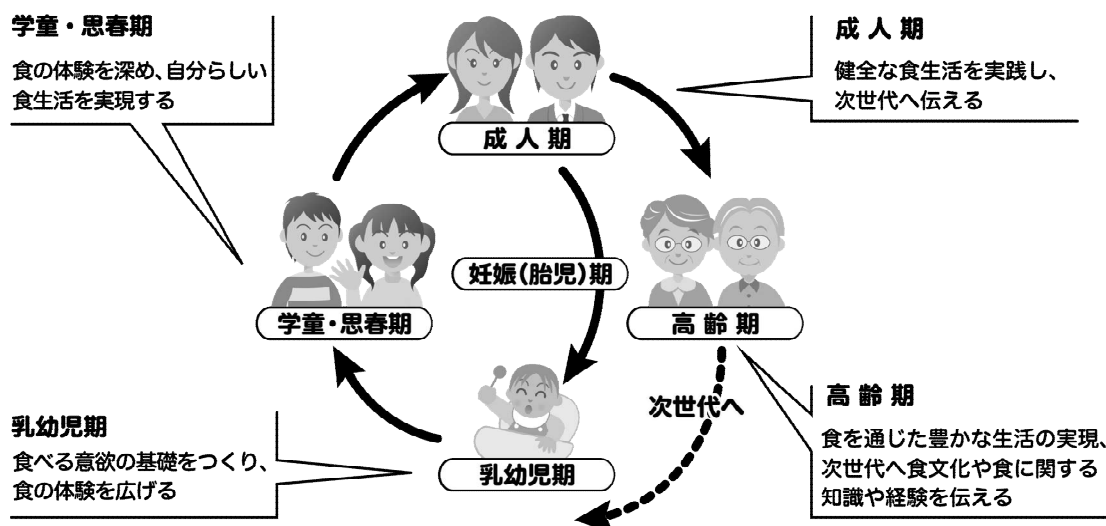 学童・思春期
食の体験を深め、自分らしい
食生活を実現する
成人期
健全な食生活を実践し、
次世代へ伝える
成人期
妊娠(胎児)期
学童・思春期
高齢期
次世代へ
乳幼児期
乳幼児期
食べる意欲の基礎をつくり、
食の体験を広げる
高齢期
食を通じた豊かな生活の実現、
次世代へ食文化や食に関する
知識や経験を伝える